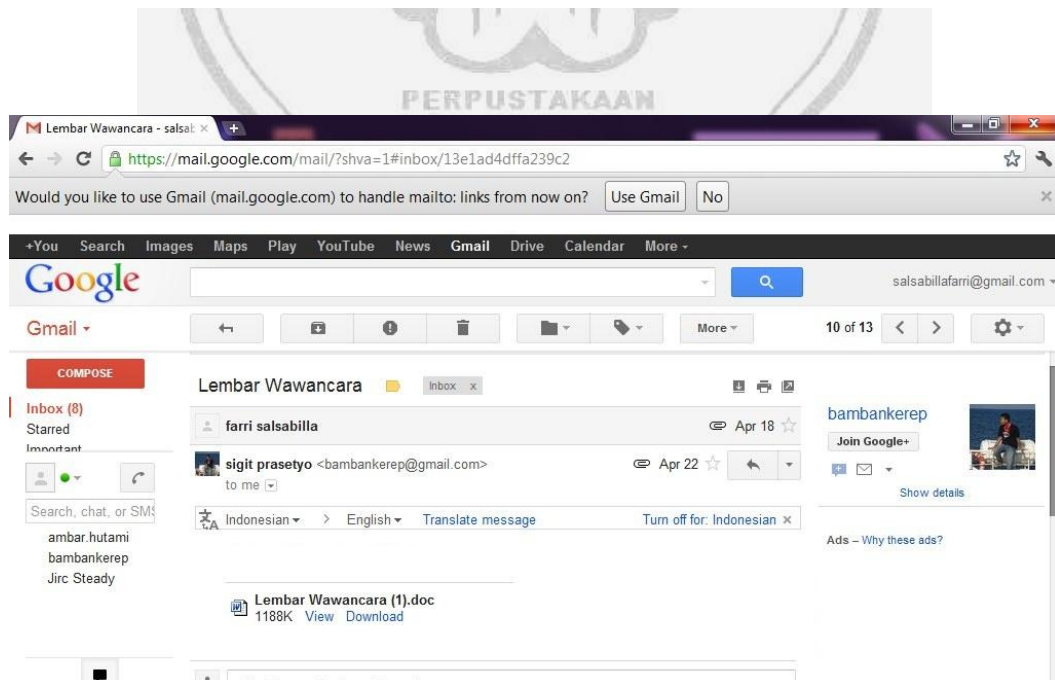 PERPUSTAKAAN
Lembar Wawancara - salsab
https://mail.google.com/mail/?shva=1#inbox/13e1ad4dffa239c2
Would you like to use Gmail (mail.google.com) to handle mailto: links from now on? Use Gmail No
+You Search Images Maps Play YouTube News Gmail Drive Calendar More
Google
salsabillafarri@gmail.com
Gmail
More
10 of 13
COMPOSE
Inbox (8)
Starred
Important
Search, chat, or SMS
ambar.hutami
bambankerep
Jirc Steady
Lembar Wawancara Inbox x
farri salsabilla Apr 18
sigit prasetyo <bambankerep@gmail.com> Apr 22
to me
Indonesian > English Translate message Turn off for: Indonesian ×
Lembar Wawancara (1).doc
1188K View Download
bambankerep
Join Google+
Show details
Ads – Why these ads?